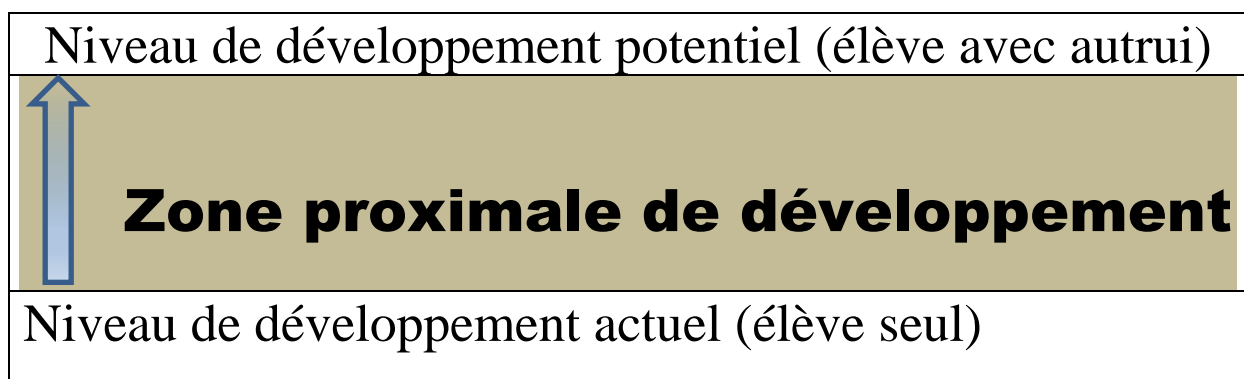 Niveau de développement potentiel (élève avec autrui)
Zone proximale de développement
Niveau de développement actuel (élève seul)